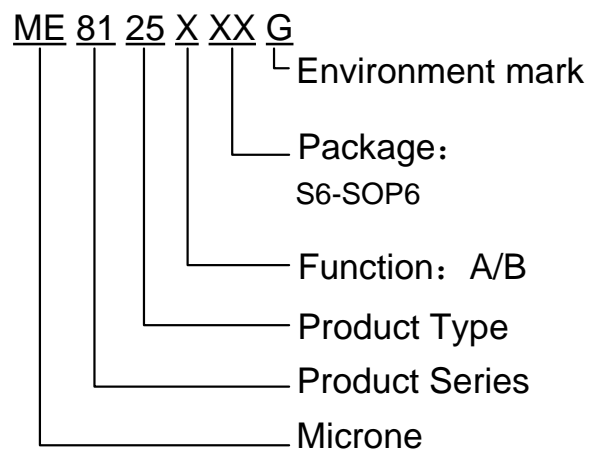 ME 81 25 X XX G
Environment mark
Package：
S6-SOP6
Function：A/B
Product Type
Product Series
Microne